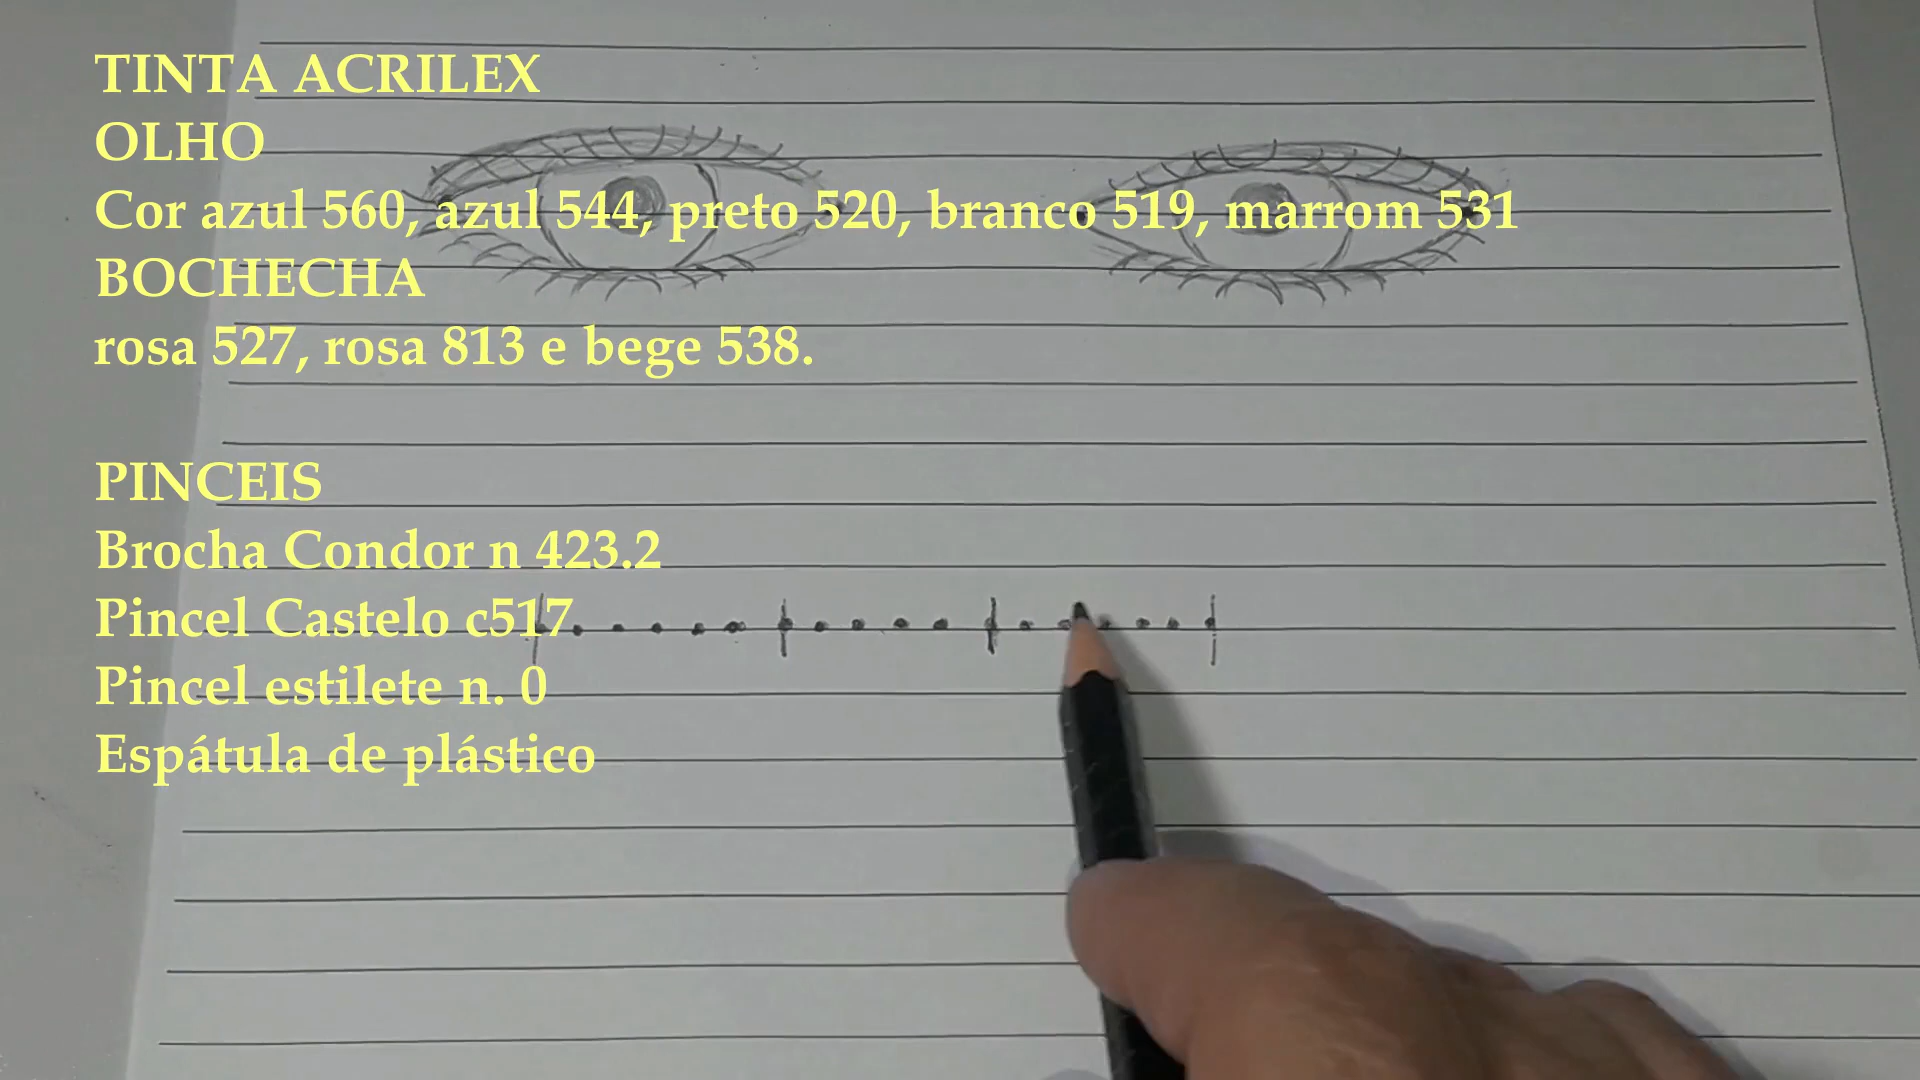 TINTA ACRILEX
OLHO
Cor azul 560, azul 544, preto 520, branco 519, marrom 531
BOCHECHA
rosa 527, rosa 813 e bege 538.
PINCEIS
Brocha Condor n 423.2
Pincel Castelo c517
Pincel estilete n. 0
Espátula de plástico